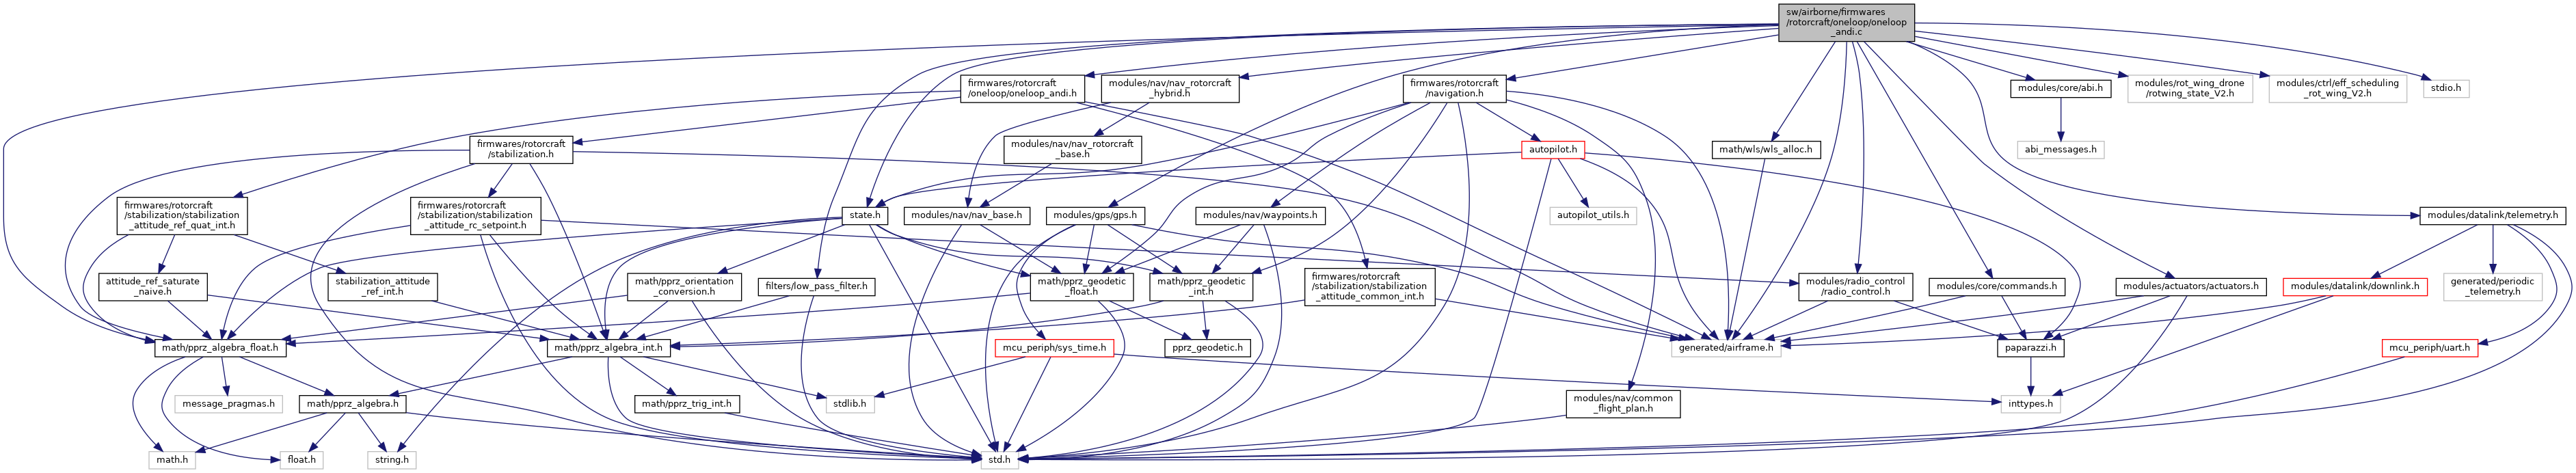 sw/airborne/firmwares
/rotorcraft/oneloop/oneloop
_andi.c
firmwares/rotorcraft
/oneloop/oneloop_andi.h
modules/nav/nav_rotorcraft
_hybrid.h
firmwares/rotorcraft
/navigation.h
modules/core/abi.h
modules/rot_wing_drone
/rotwing_state_V2.h
modules/ctrl/eff_scheduling
_rot_wing_V2.h
stdio.h
firmwares/rotorcraft
/stabilization.h
modules/nav/nav_rotorcraft
_base.h
autopilot.h
math/wls/wls_alloc.h
abi_messages.h
firmwares/rotorcraft
/stabilization/stabilization
_attitude_ref_quat_int.h
firmwares/rotorcraft
/stabilization/stabilization
_attitude_rc_setpoint.h
state.h
modules/nav/nav_base.h
modules/gps/gps.h
modules/nav/waypoints.h
autopilot_utils.h
modules/datalink/telemetry.h
attitude_ref_saturate
_naive.h
stabilization_attitude
_ref_int.h
math/pprz_orientation
_conversion.h
filters/low_pass_filter.h
math/pprz_geodetic
_float.h
math/pprz_geodetic
_int.h
firmwares/rotorcraft
/stabilization/stabilization
_attitude_common_int.h
modules/radio_control
/radio_control.h
modules/core/commands.h
modules/actuators/actuators.h
modules/datalink/downlink.h
generated/periodic
_telemetry.h
math/pprz_algebra_float.h
math/pprz_algebra_int.h
mcu_periph/sys_time.h
pprz_geodetic.h
generated/airframe.h
paparazzi.h
mcu_periph/uart.h
message_pragmas.h
math/pprz_algebra.h
math/pprz_trig_int.h
stdlib.h
modules/nav/common
_flight_plan.h
inttypes.h
math.h
float.h
string.h
std.h